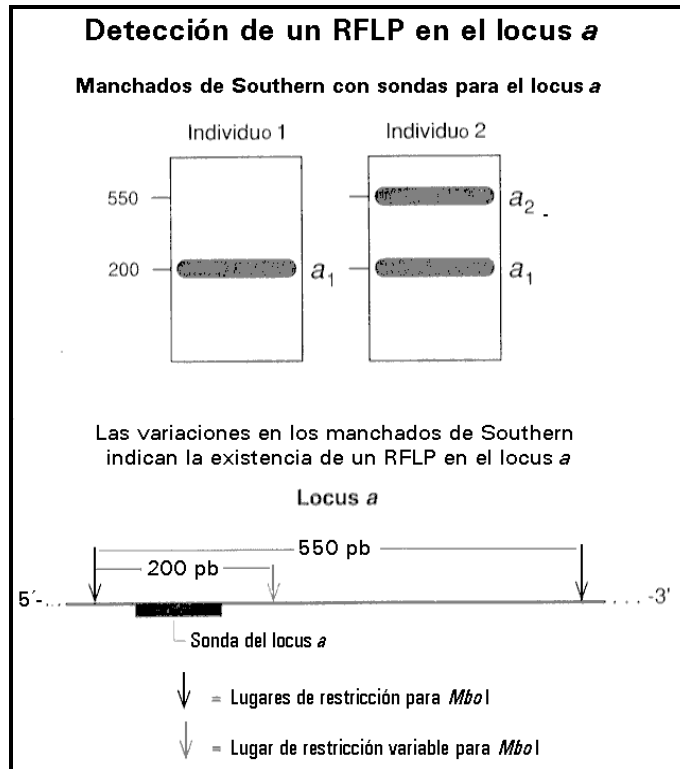 Detección de un RFLP en el locus a
Manchados de Southern con sondas para el locus a
Individuo 1
Individuo 2
550
a2
200
a1
a1
Las variaciones en los manchados de Southern
indican la existencia de un RFLP en el locus a
Locus a
550 pb
200 pb
5´-...
...-3'
Sonda del locus a
= Lugares de restricción para MboI
= Lugar de restricción variable para MboI